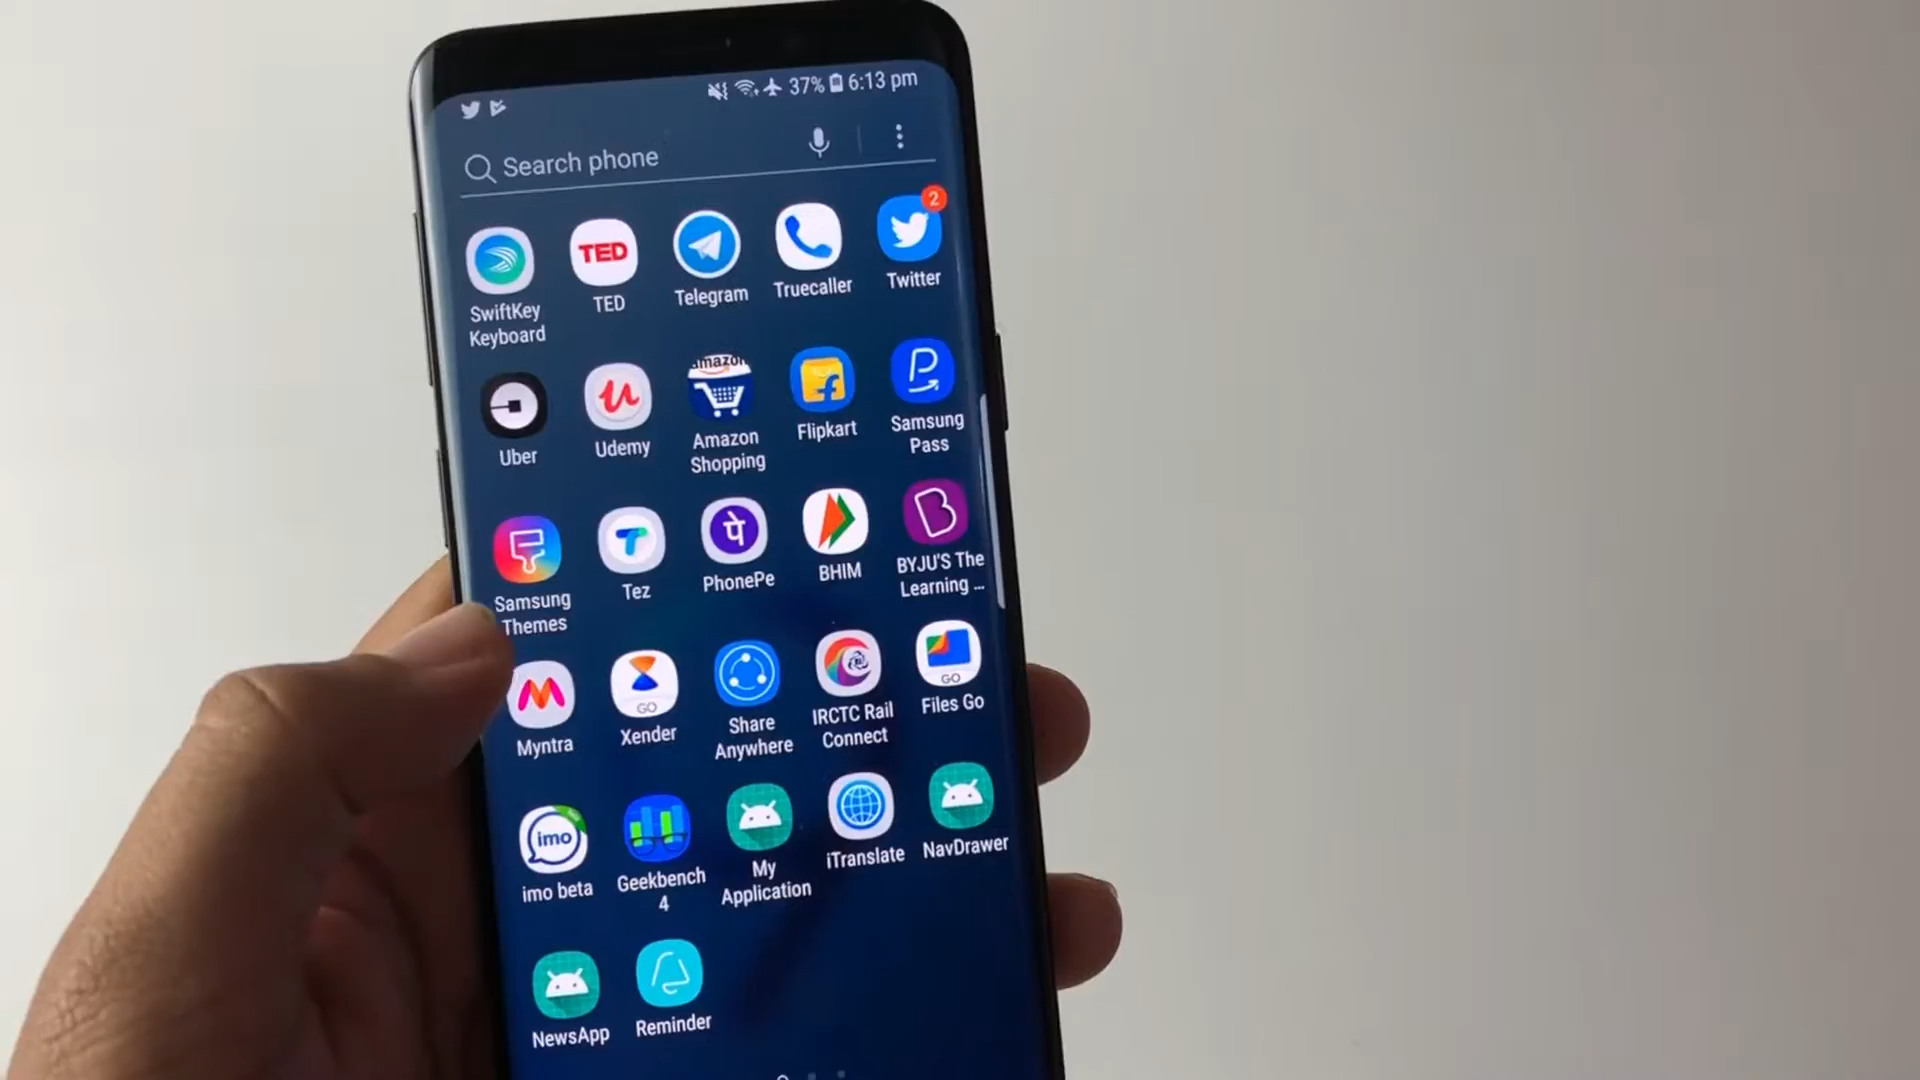 37% 6:13 pm
Search phone
2
TED
SwiftKey
Keyboard
TED
Telegram
Truecaller
Twitter
u
amazon
f
Uber
Udemy
Amazon
Shopping
Flipkart
Samsung
Pass
पे
B
Samsung
Themes
Tez
PhonePe
BHIM
BYJU'S The
Learning ...
GO
GO
Myntra
Xender
Share
Anywhere
IRCTC Rail
Connect
Files Go
imo
imo beta
Geekbench
4
My
Application
iTranslate
NavDrawer
NewsApp
Reminder